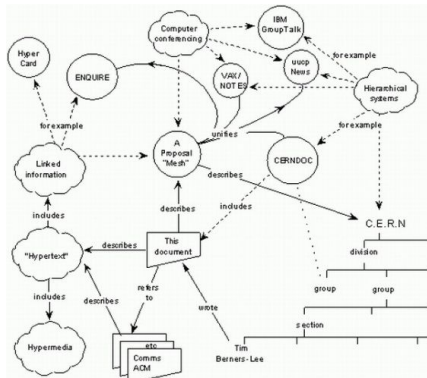 IBM
GroupTalk
Computer
conferencing
Hyper
Card
ENQUIRE
for example
VAX/
NOTES
uucp
News
Hierarchical
systems
for example
unifies
for example
A
Proposal
"Mesh"
CERNDOC
Linked
information
describes
includes
describes
includes
C.E.R.N
"Hypertext"
describes
This
document
division
includes
describes
refers
to
group
group
wrote
section
Hypermedia
etc
Comms
ACM
Tim
Berners-Lee